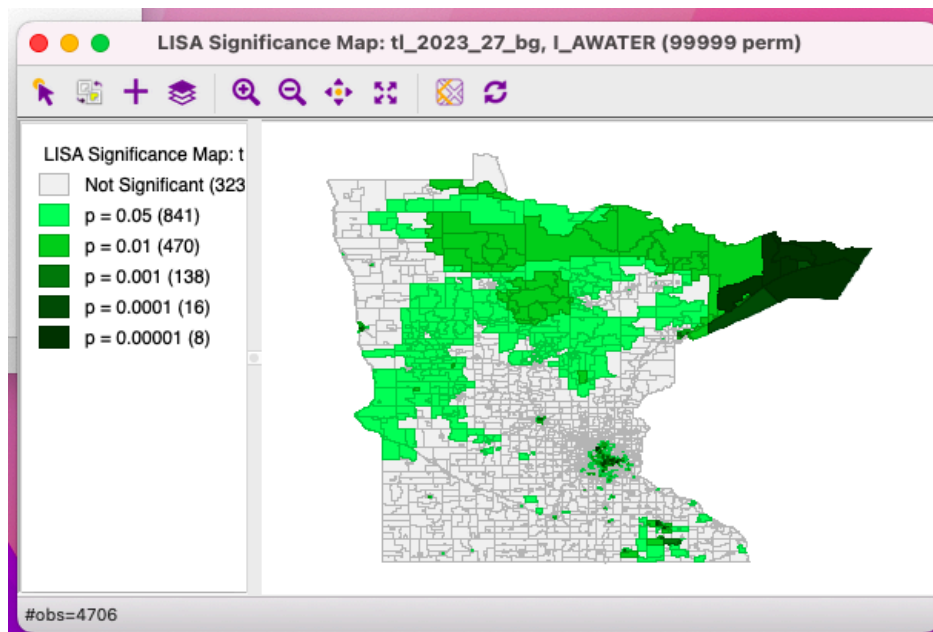 LISA Significance Map: tl_2023_27_bg, I_AWATER (99999 perm)
LISA Significance Map: t
Not Significant (323
p = 0.05 (841)
p = 0.01 (470)
p = 0.001 (138)
p = 0.0001 (16)
p = 0.00001 (8)
#obs=4706